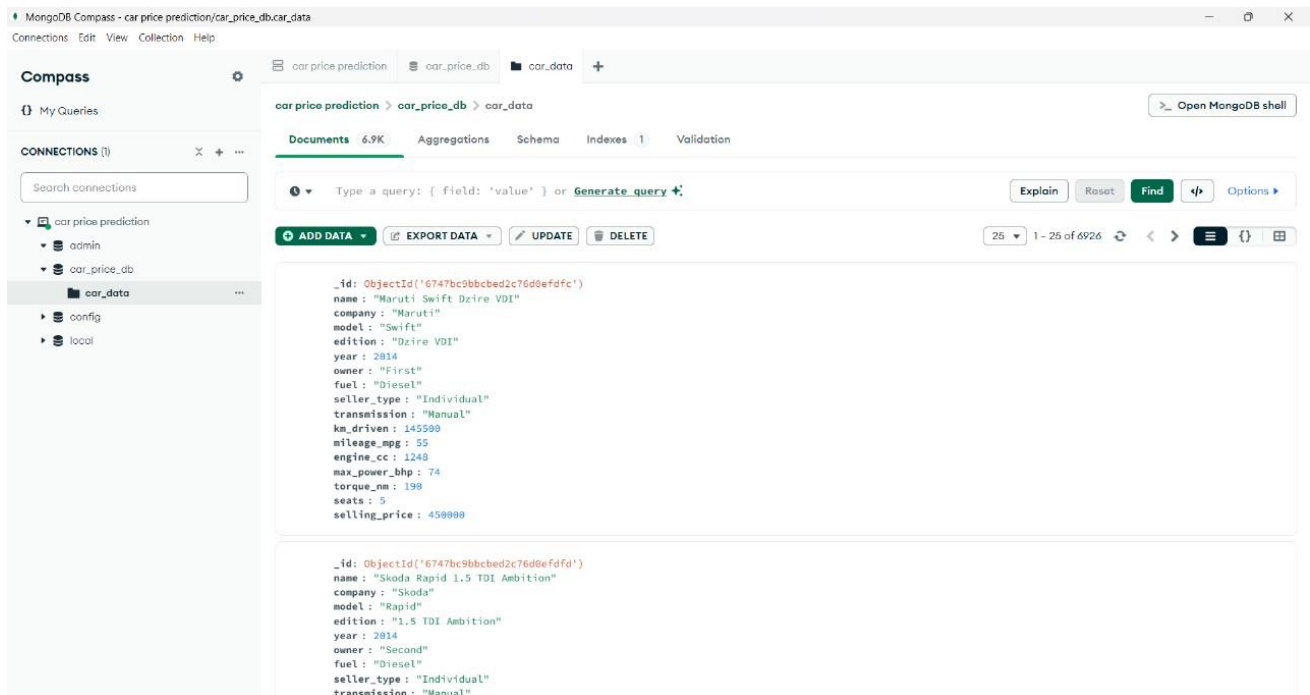 MongoDB Compass - car price prediction/car_price_db.car_data
Connections Edit View Collection Help
Compass
{} My Queries
CONNECTIONS (1)
Search connections
car price prediction
admin
car_price_db
car_data
config
local
car price prediction
car_price_db
car_data
car price prediction > car_price_db > car_data
>_ Open MongoDB shell
Documents 6.9K Aggregations Schema Indexes 1 Validation
Type a query: { field: 'value' } or Generate query
Explain Reset Find </> Options
ADD DATA EXPORT DATA UPDATE DELETE
25 1 - 25 of 6926 {}
_id: ObjectId('6747bc9bbcbed2c76d0efdfc')
name : "Maruti Swift Dzire VDI"
company : "Maruti"
model : "Swift"
edition : "Dzire VDI"
year : 2014
owner : "First"
fuel : "Diesel"
seller_type : "Individual"
transmission : "Manual"
km_driven : 145500
mileage_mpg : 55
engine_cc : 1248
max_power_bhp : 74
torque_nm : 190
seats : 5
selling_price : 450000
_id: ObjectId('6747bc9bbcbed2c76d0efdfd')
name : "Skoda Rapid 1.5 TDI Ambition"
company : "Skoda"
model : "Rapid"
edition : "1.5 TDI Ambition"
year : 2014
owner : "Second"
fuel : "Diesel"
seller_type : "Individual"
transmission : "Manual"